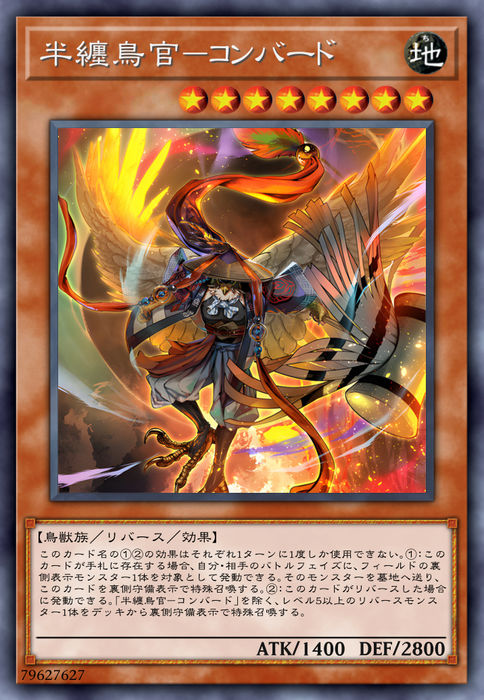 半纏鳥官－コンバード
ち
地
【鳥獣族／リバース／効果】
このカード名の①②の効果はそれぞれ1ターンに1度しか使用できない。①：この
カードが手札に存在する場合、自分・相手のバトルフェイズに、フィールドの裏
側表示モンスター1体を対象として発動できる。そのモンスターを墓地へ送り、
このカードを裏側守備表示で特殊召喚する。②：このカードがリバースした場合
に発動できる。「半纏鳥官－コンバード」を除く、レベル5以上のリバースモンス
ター1体をデッキから裏側守備表示で特殊召喚する。
ATK/1400 DEF/2800
79627627